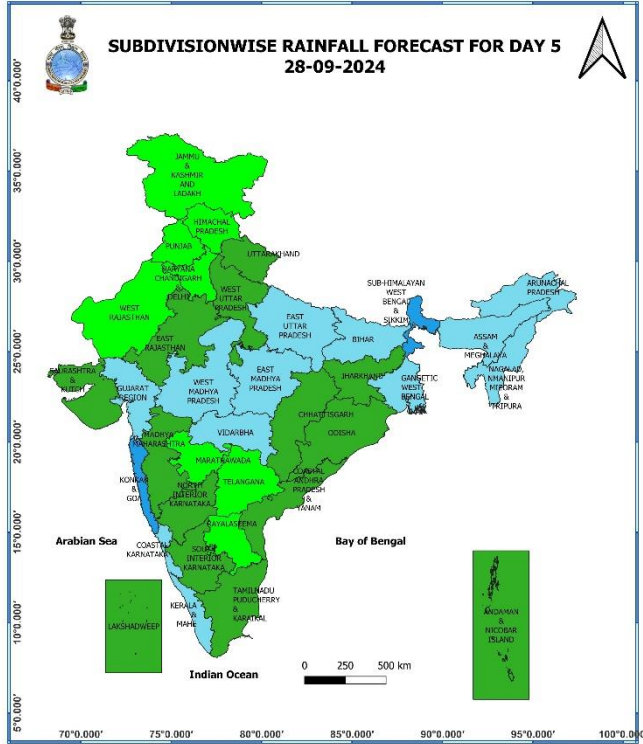 SUBDIVISIONWISE RAINFALL FORECAST FOR DAY 5
28-09-2024
40°0.000'
35°0.000'
30°0.000'
25°0.000'
20°0.000'
15°0.000'
10°0.000'
5°0.000'
JAMMU
&
KASHMIR
AND
LADAKH
HIMACHAL
PRADESH
PUNJAB
UTTARAKHAND
HARYANA
CHANDIGARH
&
DELHI
WEST
UTTAR
PRADESH
WEST
RAJASTHAN
EAST
RAJASTHAN
EAST
UTTAR
PRADESH
SUB-HIMALAYAN
WEST
BENGAL
&
SIKKIM
ARUNACHAL
PRADESH
BIHAR
ASSAM
&
MEGHALAYA
NAGALAD,
NMANIPUR
MIZORAM
&
TRIPURA
SAURASHTRA
&
KUTCH
GUJARAT
REGION
WEST
MADHYA
PRADESH
EAST
MADHYA
PRADESH
JHARKHAND
GANGETIC
WEST
BENGAL
CHHATTISGARH
ODISHA
VIDARBHA
MADHYA
MAHARASHTRA
MARATHWADA
TELANGANA
COASTAL
ANDHRA
PRADESH
&
YANAM
KONKAN
&
GOA
NORTH
INTERIOR
KARNATAKA
RAYALASEEMA
Arabian Sea
Bay of Bengal
COASTAL
KARNATAKA
SOUTH
INTERIOR
KARNATAKA
TAMILNADU
PUDUCHERRY
&
KARAIKAL
KERALA
&
MAHE
LAKSHADWEEP
ANDAMAN
&
NICOBAR
ISLAND
Indian Ocean
0 250 500 km
70°0.000' 75°0.000' 80°0.000' 85°0.000' 90°0.000' 95°0.000' 100°0.000'